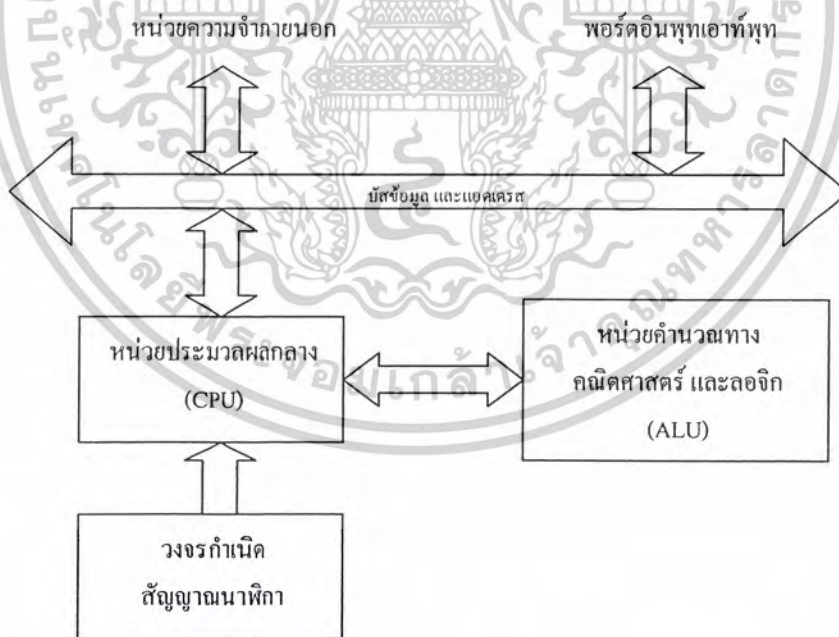 หน่วยความจำภายนอก
พอร์ตอินพุทเอาท์พุท
บัสข้อมูล และแอดเดรส
หน่วยประมวลผลกลาง
(CPU)
หน่วยคำนวณทาง
คณิตศาสตร์ และลอจิก
(ALU)
วงจรกำเนิด
สัญญาณนาฬิกา